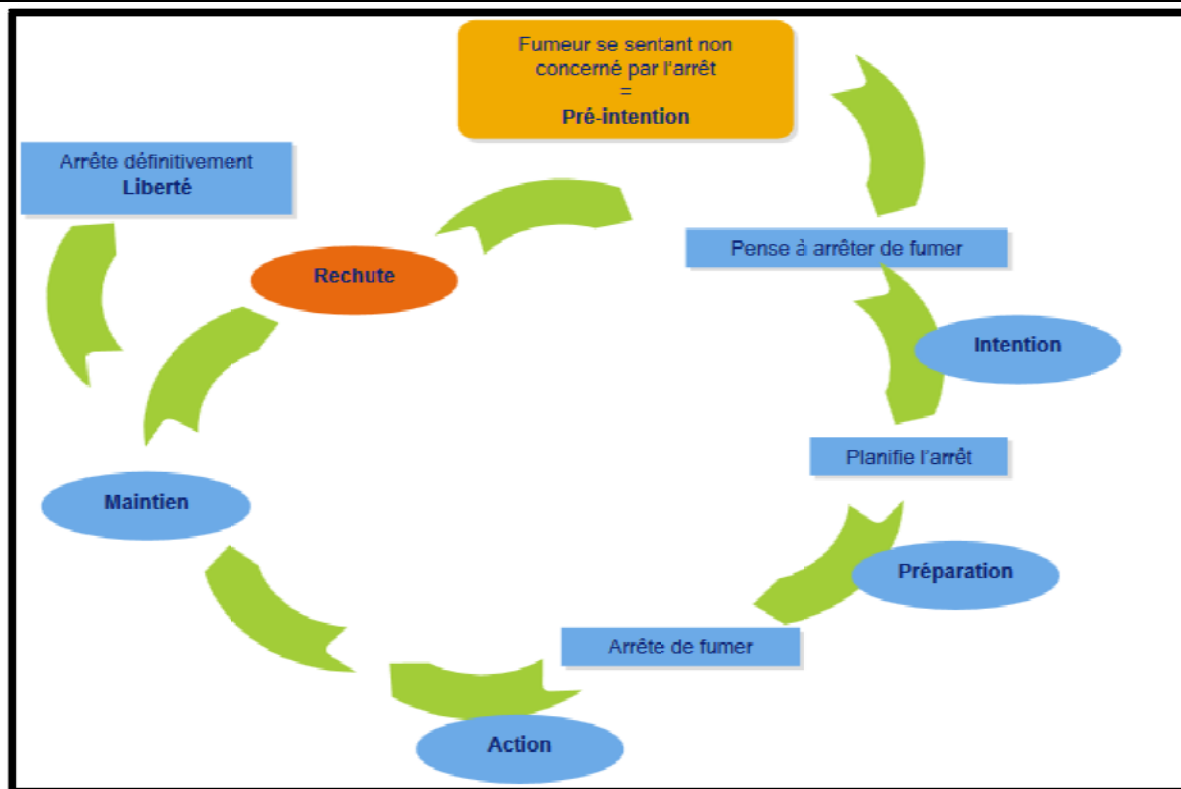 Fumeur se sentant non
concerné par l'arrêt
=
Pré-intention
Arrête définitivement
Liberté
Rechute
Pense à arrêter de fumer
Intention
Planifie l'arrêt
Maintien
Préparation
Arrête de fumer
Action